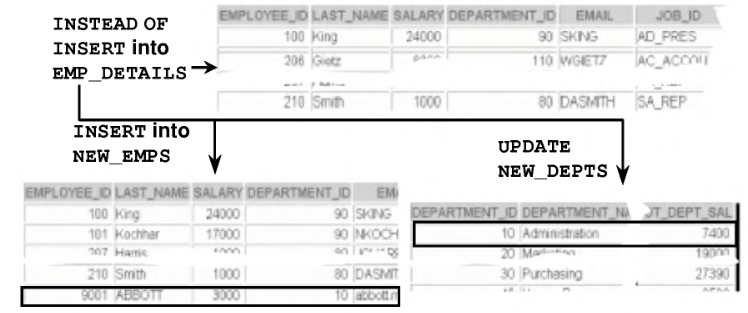 INSTEAD OF
INSERT into
EMP_DETAILS
EMPLOYEE_ID LAST_NAME SALARY DEPARTMENT_ID EMAIL JOB_ID
100 King 24000 90 SKING AD_PRES
206 Gietz 110 WGIETZ AC_ACCOU
210 Smith 1000 80 DASMITH SA_REP
INSERT into
NEW_EMPS
UPDATE
NEW_DEPTS
EMPLOYEE_ID LAST_NAME SALARY DEPARTMENT_ID EM
100 King 24000 90 SKING
101 Kochhar 17000 90 NKOCH
210 Smith 1000 80 DASMIT
9001 ABBOTT 3000 10 abbott.m
DEPARTMENT_ID DEPARTMENT_NA OT_DEPT_SAL
10 Administration 7400
20 19000
30 Purchasing 27390